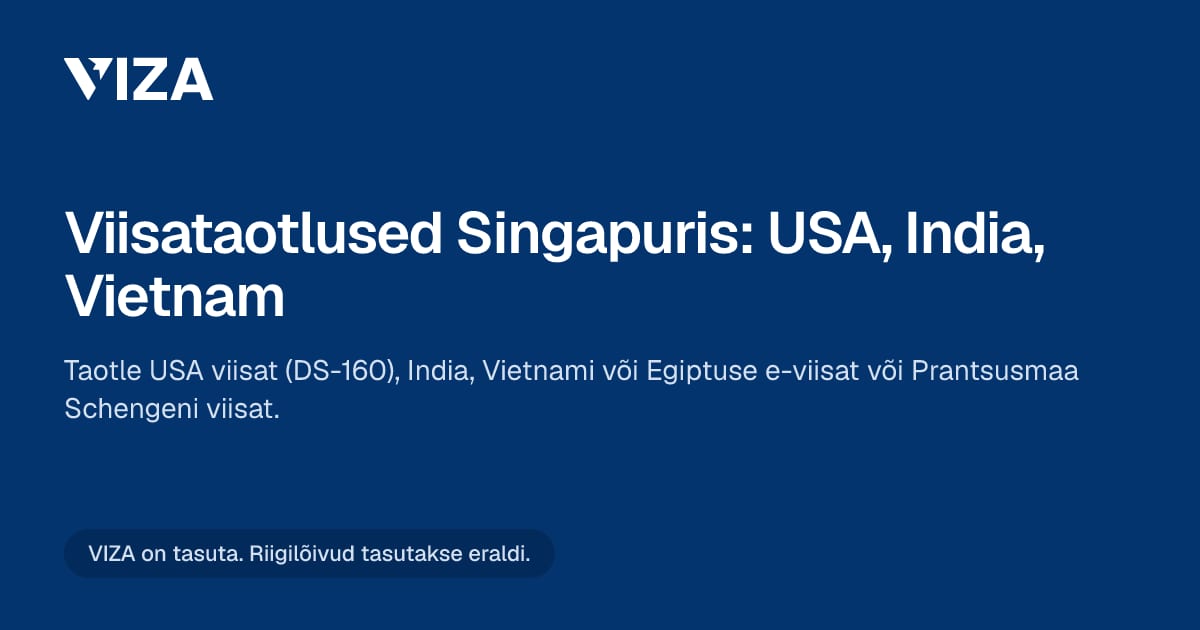 VIZA
Viisataotlused Singapuris: USA, India,
Vietnam
Taotle USA viisat (DS-160), India, Vietnami või Egiptuse e-viisat või Prantsusmaa
Schengeni viisat.
VIZA on tasuta. Riigilõivud tasutakse eraldi.